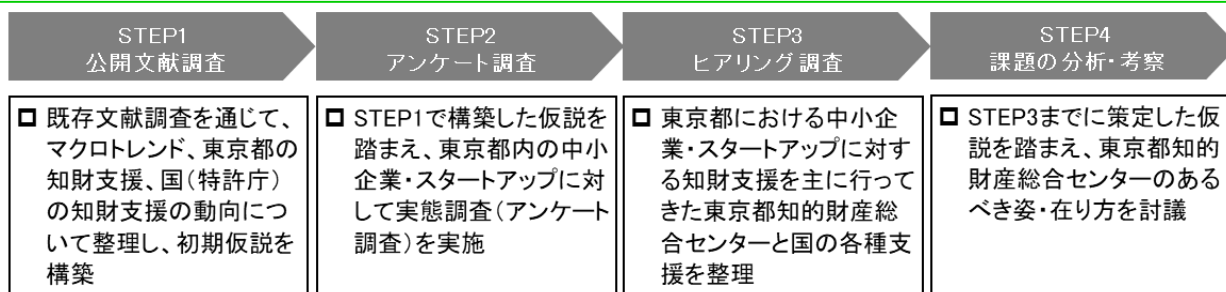 STEP1
公開文献調査
STEP2
アンケート調査
STEP3
ヒアリング調査
STEP4
課題の分析・考察
既存文献調査を通じて、
マクロトレンド、東京都の
知財支援、国(特許庁)
の知財支援の動向につ
いて整理し、初期仮説を
構築
STEP1で構築した仮説を
踏まえ、東京都内の中小
企業・スタートアップに対
して実態調査(アンケート
調査)を実施
東京都における中小企
業・スタートアップに対す
る知財支援を主に行って
きた東京都知的財産総
合センターと国の各種支
援を整理
STEP3までに策定した仮
説を踏まえ、東京都知的
財産総合センターのある
べき姿・在り方を討議